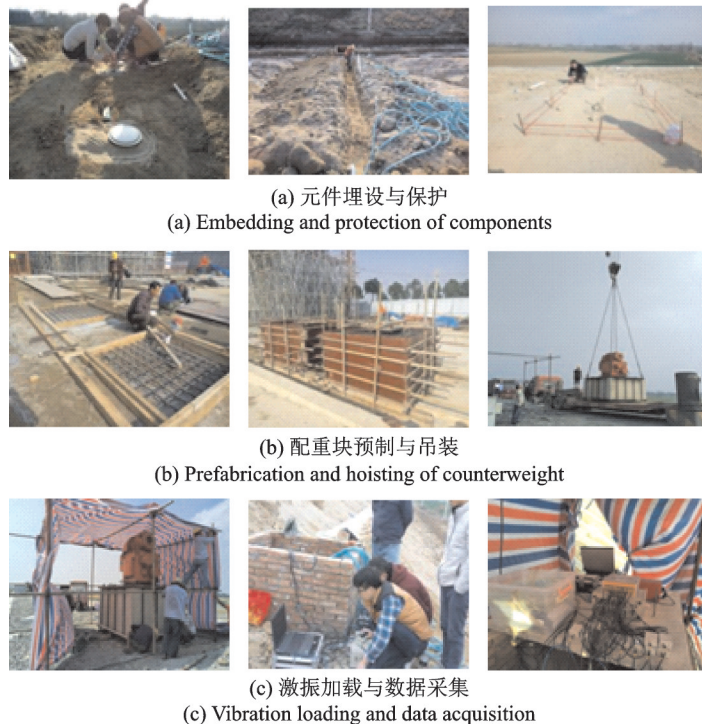 (a) 元件埋设与保护
(a) Embedding and protection of components
(b) 配重块预制与吊装
(b) Prefabrication and hoisting of counterweight
(c) 激振加载与数据采集
(c) Vibration loading and data acquisition